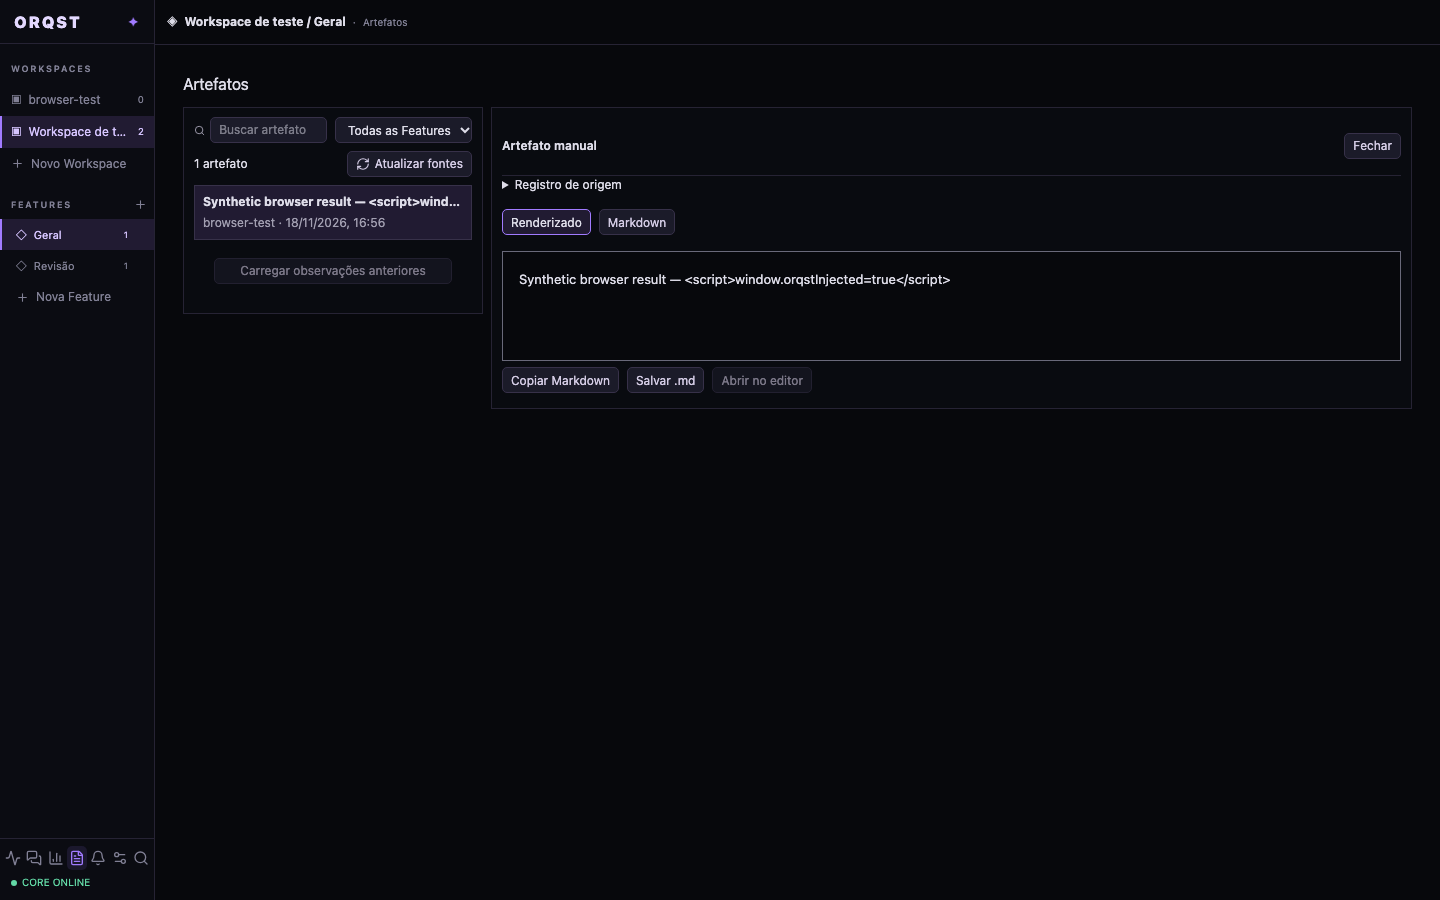 ORQST
WORKSPACES
browser-test 0
Workspace de t... 2
Novo Workspace
FEATURES
Geral 1
Revisão 1
Nova Feature
CORE ONLINE
Workspace de teste / Geral · Artefatos
Artefatos
Buscar artefato Todas as Features
1 artefato Atualizar fontes
Synthetic browser result — <script>wind...
browser-test · 18/11/2026, 16:56
Carregar observações anteriores
Artefato manual Fechar
Registro de origem
Renderizado Markdown
Synthetic browser result — <script>window.orqstInjected=true</script>
Copiar Markdown Salvar .md Abrir no editor